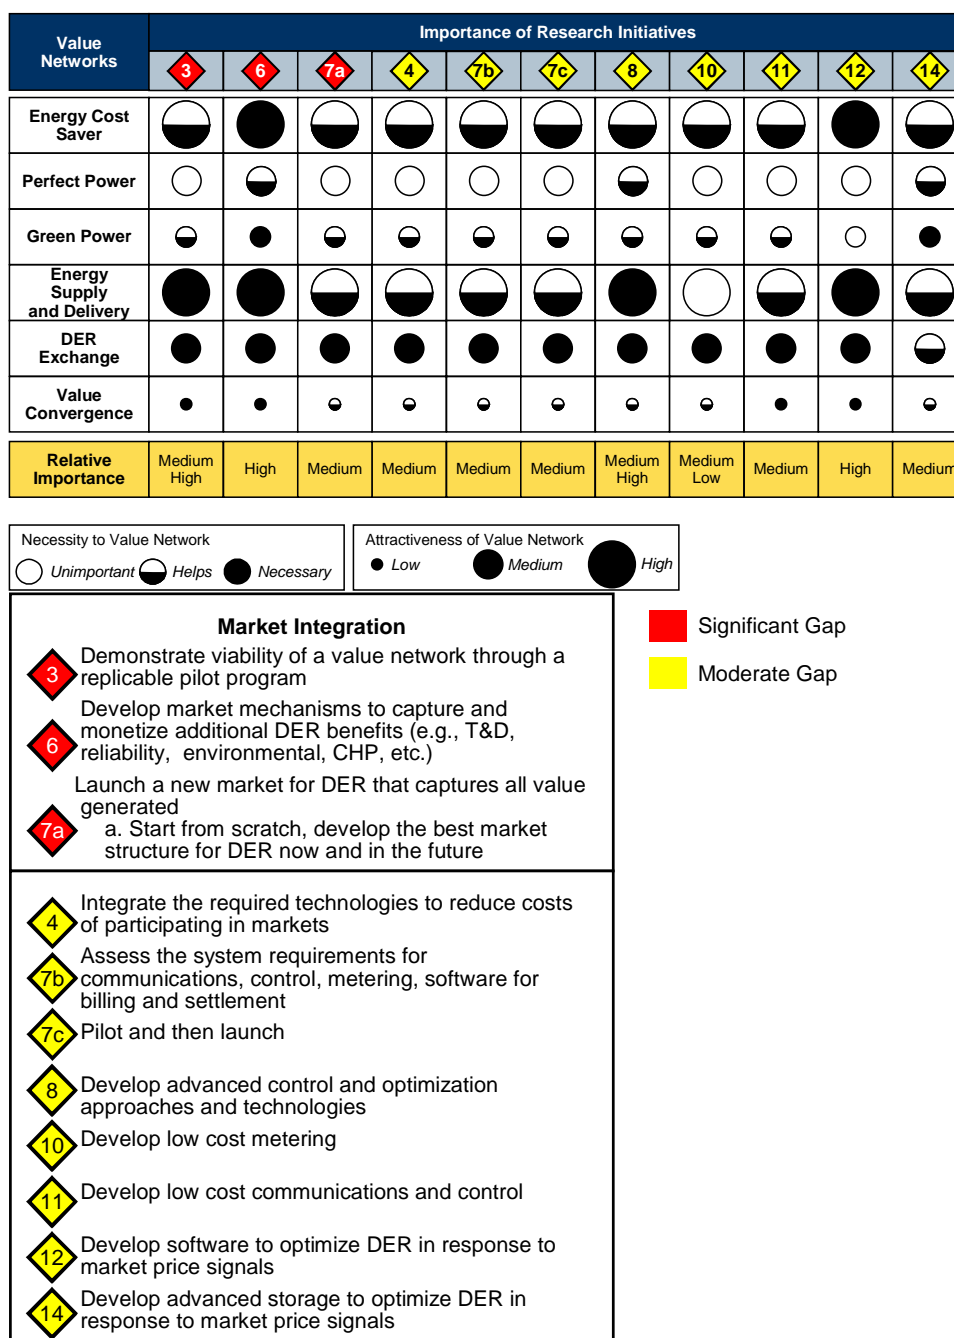 Value
Networks
Importance of Research Initiatives
3 6 7a 4 7b 7c 8 10 11 12 14
Energy Cost
Saver
Perfect Power
Green Power
Energy
Supply
and Delivery
DER
Exchange
Value
Convergence
Relative
Importance
Medium
High
High
Medium
Medium
Medium
Medium
Medium
High
Medium
Low
Medium
High
Medium
Necessity to Value Network
Unimportant Helps Necessary
Attractiveness of Value Network
Low Medium High
Market Integration
3
Demonstrate viability of a value network through a
replicable pilot program
6
Develop market mechanisms to capture and
monetize additional DER benefits (e.g., T&D,
reliability, environmental, CHP, etc.)
7a
Launch a new market for DER that captures all value
generated
a. Start from scratch, develop the best market
structure for DER now and in the future
4
Integrate the required technologies to reduce costs
of participating in markets
7b
Assess the system requirements for
communications, control, metering, software for
billing and settlement
7c
Pilot and then launch
8
Develop advanced control and optimization
approaches and technologies
10
Develop low cost metering
11
Develop low cost communications and control
12
Develop software to optimize DER in response to
market price signals
14
Develop advanced storage to optimize DER in
response to market price signals
Significant Gap
Moderate Gap